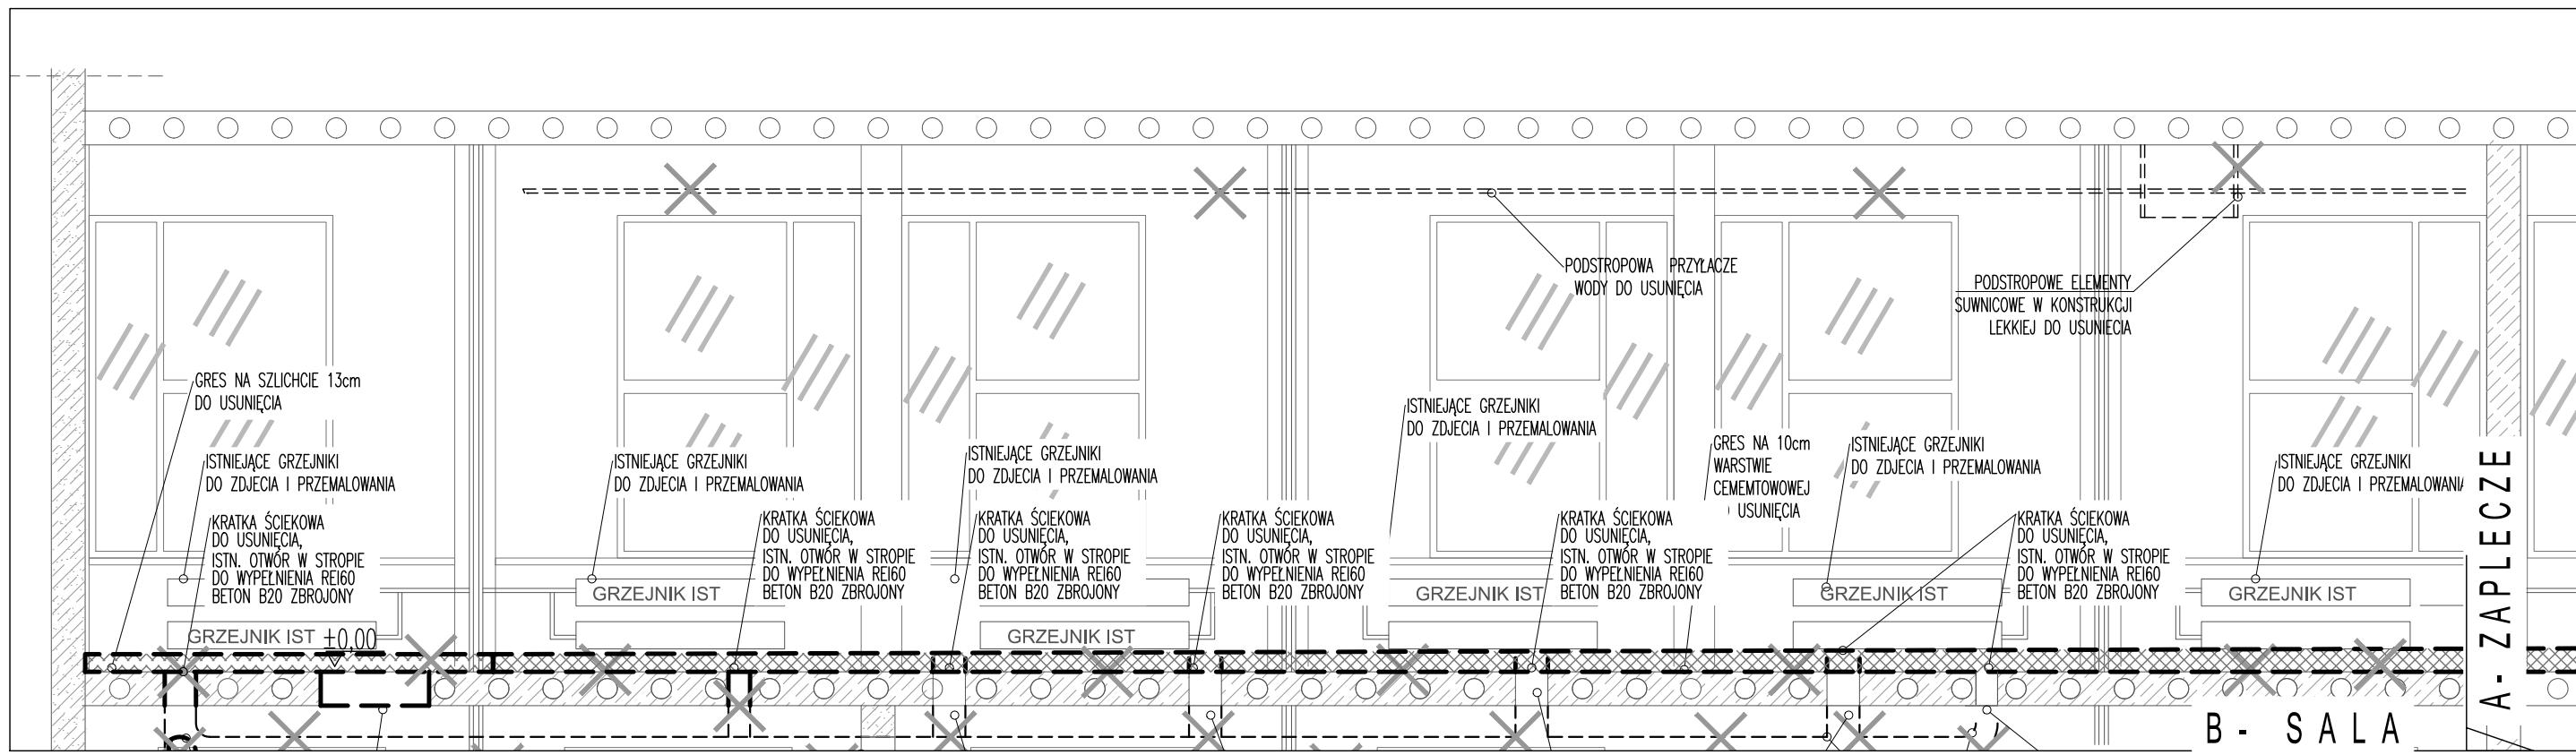 PODSTROPOWA PRZYŁACZE
WODY DO USUNIĘCIA
PODSTROPOWE ELEMENTY
SUWNICOWE W KONSTRUKCJI
LEKKIEJ DO USUNIECIA
GRES NA SZLICHCIE 13cm
DO USUNIĘCIA
ISTNIEJĄCE GRZEJNIKI
DO ZDJECIA I PRZEMALOWANIA
ISTNIEJĄCE GRZEJNIKI
DO ZDJECIA I PRZEMALOWANIA
ISTNIEJĄCE GRZEJNIKI
DO ZDJECIA I PRZEMALOWANIA
ISTNIEJĄCE GRZEJNIKI
DO ZDJECIA I PRZEMALOWANIA
GRES NA 10cm
WARSTWIE
CEMEMTOWOWEJ
USUNIĘCIA
ISTNIEJĄCE GRZEJNIKI
DO ZDJECIA I PRZEMALOWANIA
ISTNIEJĄCE GRZEJNIKI
DO ZDJECIA I PRZEMALOWANIA
KRATKA ŚCIEKOWA
DO USUNIĘCIA,
ISTN. OTWÓR W STROPIE
DO WYPEŁNIENIA REI60
BETON B20 ZBROJONY
KRATKA ŚCIEKOWA
DO USUNIĘCIA,
ISTN. OTWÓR W STROPIE
DO WYPEŁNIENIA REI60
BETON B20 ZBROJONY
KRATKA ŚCIEKOWA
DO USUNIĘCIA,
ISTN. OTWÓR W STROPIE
DO WYPEŁNIENIA REI60
BETON B20 ZBROJONY
KRATKA ŚCIEKOWA
DO USUNIĘCIA,
ISTN. OTWÓR W STROPIE
DO WYPEŁNIENIA REI60
BETON B20 ZBROJONY
KRATKA ŚCIEKOWA
DO USUNIĘCIA,
ISTN. OTWÓR W STROPIE
DO WYPEŁNIENIA REI60
BETON B20 ZBROJONY
KRATKA ŚCIEKOWA
DO USUNIĘCIA,
ISTN. OTWÓR W STROPIE
DO WYPEŁNIENIA REI60
BETON B20 ZBROJONY
GRZEJNIK IST
GRZEJNIK IST
GRZEJNIK IST
GRZEJNIK IST
GRZEJNIK IST
GRZEJNIK IST
±0,00
B - SALA
A - ZAPLECZE